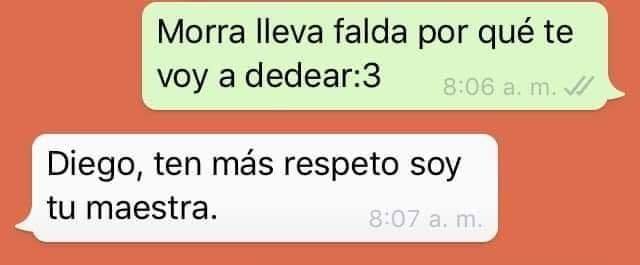 Morra lleva falda por qué te
voy a dedear:3
8:06 a. m.
Diego, ten más respeto soy
tu maestra.
8:07 a. m.